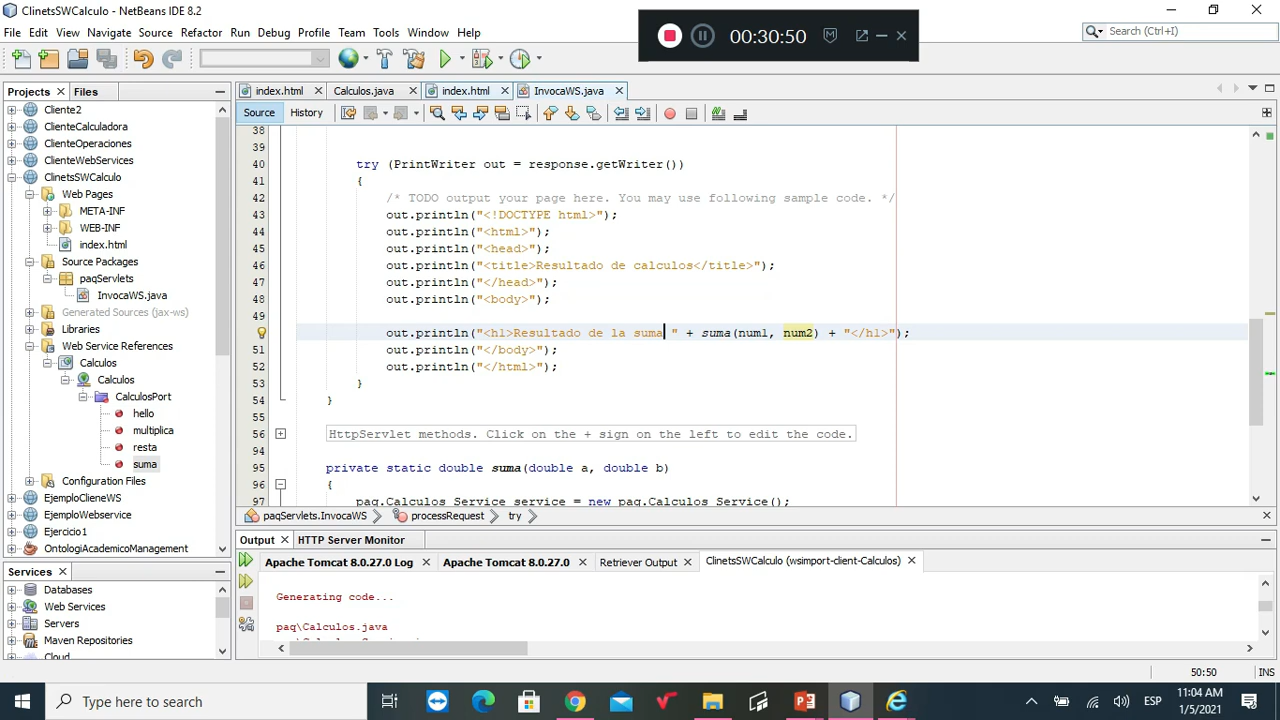 ClinetsSWCalculo - NetBeans IDE 8.2
File Edit View Navigate Source Refactor Run Debug Profile Team Tools Window Help
00:30:50
Search (Ctrl+I)
Projects Files
index.html Calculos.java index.html InvocaWS.java
Source History
Cliente2
ClienteCalculadora
ClienteOperaciones
ClienteWebServices
ClinetsSWCalculo
Web Pages
META-INF
WEB-INF
index.html
Source Packages
paqServlets
InvocaWS.java
Generated Sources (jax-ws)
Libraries
Web Service References
Calculos
Calculos
CalculosPort
hello
multiplica
resta
suma
Configuration Files
EjemploClieneWS
EjemploWebservice
Ejercicio1
OntologiAcademicoManagement
38
39
40 try (PrintWriter out = response.getWriter())
41 {
42 /* TODO output your page here. You may use following sample code. */
43 out.println("<!DOCTYPE html>");
44 out.println("<html>");
45 out.println("<head>");
46 out.println("<title>Resultado de calculos</title>");
47 out.println("</head>");
48 out.println("<body>");
49
out.println("<h1>Resultado de la suma " + suma(num1, num2) + "</h1>");
51 out.println("</body>");
52 out.println("</html>");
53 }
54 }
55
56 HttpServlet methods. Click on the + sign on the left to edit the code.
94
95 private static double suma(double a, double b)
96 {
97 paq.Calculos_Service service = new paq.Calculos_Service();
paqServlets.InvocaWS processRequest try
Services
Databases
Web Services
Servers
Maven Repositories
Cloud
Output HTTP Server Monitor
Apache Tomcat 8.0.27.0 Log Apache Tomcat 8.0.27.0 Retriever Output ClinetsSWCalculo (wsimport-client-Calculos)
Generating code...
paq\Calculos.java
50:50 INS
Type here to search
ESP
11:04 AM
1/5/2021